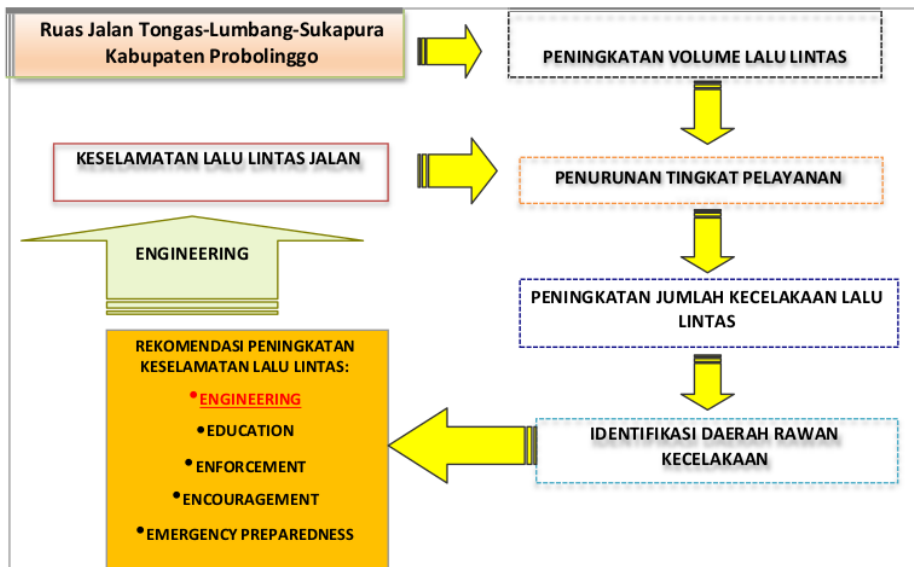 Ruas Jalan Tongas-Lumbang-Sukapura
Kabupaten Probolinggo
PENINGKATAN VOLUME LALU LINTAS
KESELAMATAN LALU LINTAS JALAN
PENURUNAN TINGKAT PELAYANAN
ENGINEERING
PENINGKATAN JUMLAH KECELAKAAN LALU
LINTAS
REKOMENDASI PENINGKATAN
KESELAMATAN LALU LINTAS:
•ENGINEERING
•EDUCATION
•ENFORCEMENT
•ENCOURAGEMENT
•EMERGENCY PREPAREDNESS
IDENTIFIKASI DAERAH RAWAN
KECELAKAAN